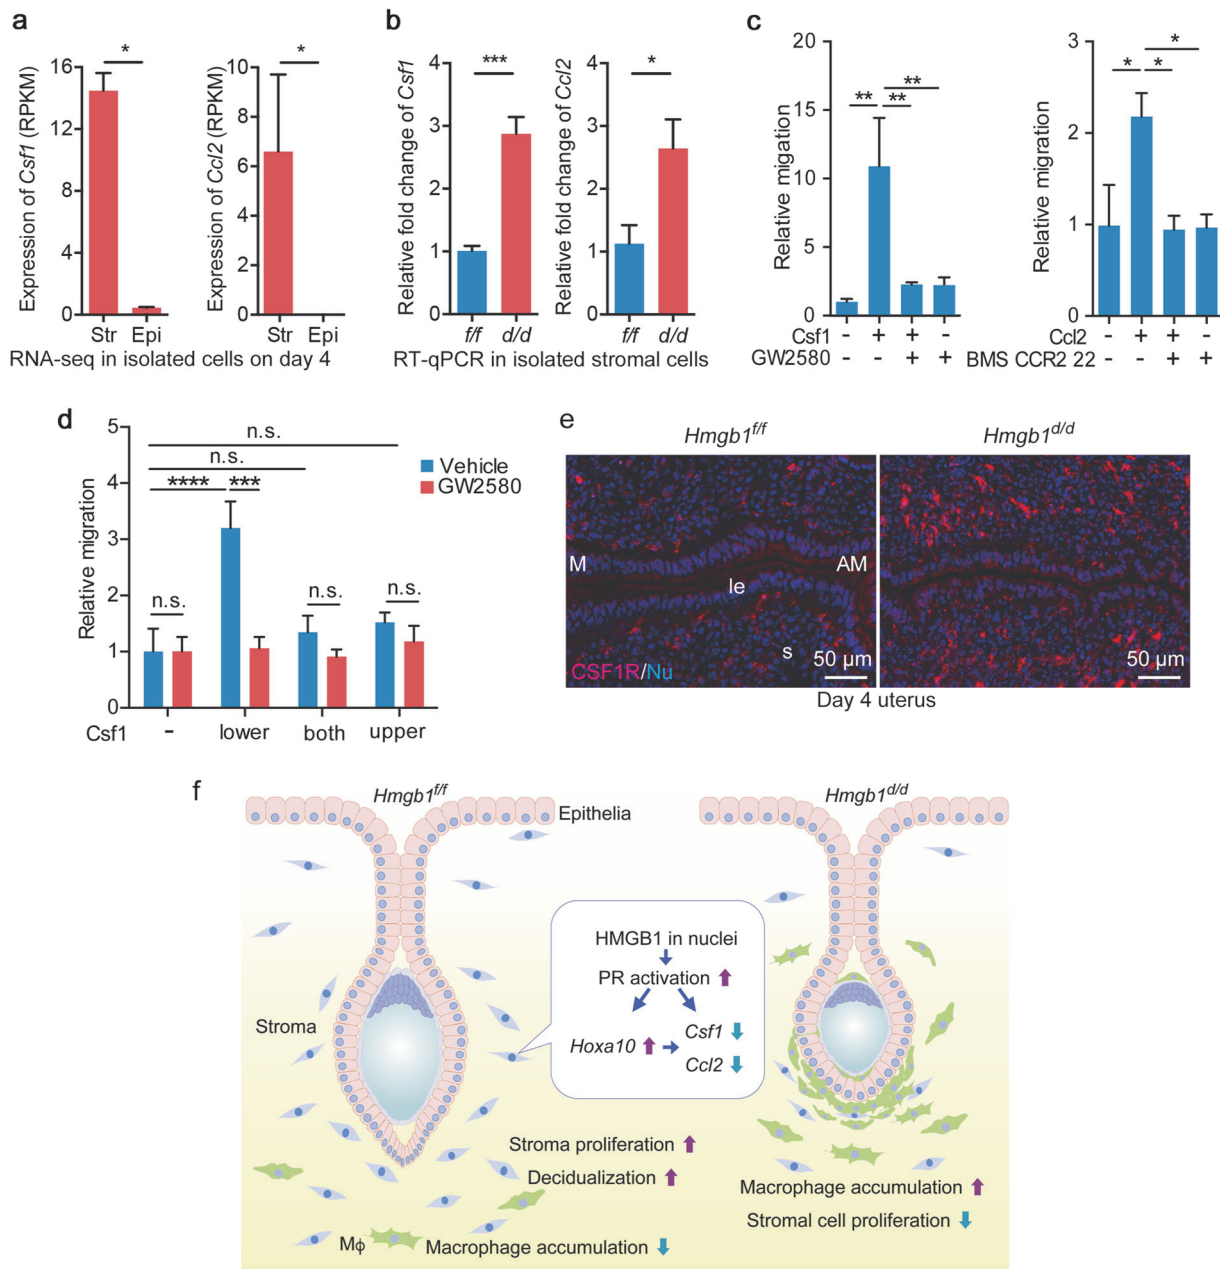 a
*
Expression of Csf1 (RPKM)
16
12
8
4
0
Str Epi
*
Expression of Ccl2 (RPKM)
10
8
6
4
2
0
Str Epi
RNA-seq in isolated cells on day 4
b
***
Relative fold change of Csf1
4
3
2
1
0
f/f d/d
*
Relative fold change of Ccl2
4
3
2
1
0
f/f d/d
RT-qPCR in isolated stromal cells
c
Relative migation
20
15
10
5
0
** ** **
Csf1 - + + -
GW2580 - - + +
Relative migration
3
2
1
0
* * *
Ccl2 - + + -
BMS CCR2 22 - - + +
d
Relative migration
5
4
3
2
1
0
n.s.
n.s.
**** ***
n.s. n.s. n.s.
Vehicle
GW2580
Csf1 - lower both upper
e
Hmgb1f/f Hmgb1d/d
M AM
le
s
CSF1R/Nu
50 µm 50 µm
Day 4 uterus
f
Hmgb1f/f Hmgb1d/d
Epithelia
HMGB1 in nuclei
PR activation
Stroma
Hoxa10
Csf1
Ccl2
Stroma proliferation
Decidualization
Mϕ
Macrophage accumulation
Macrophage accumulation
Stromal cell proliferation